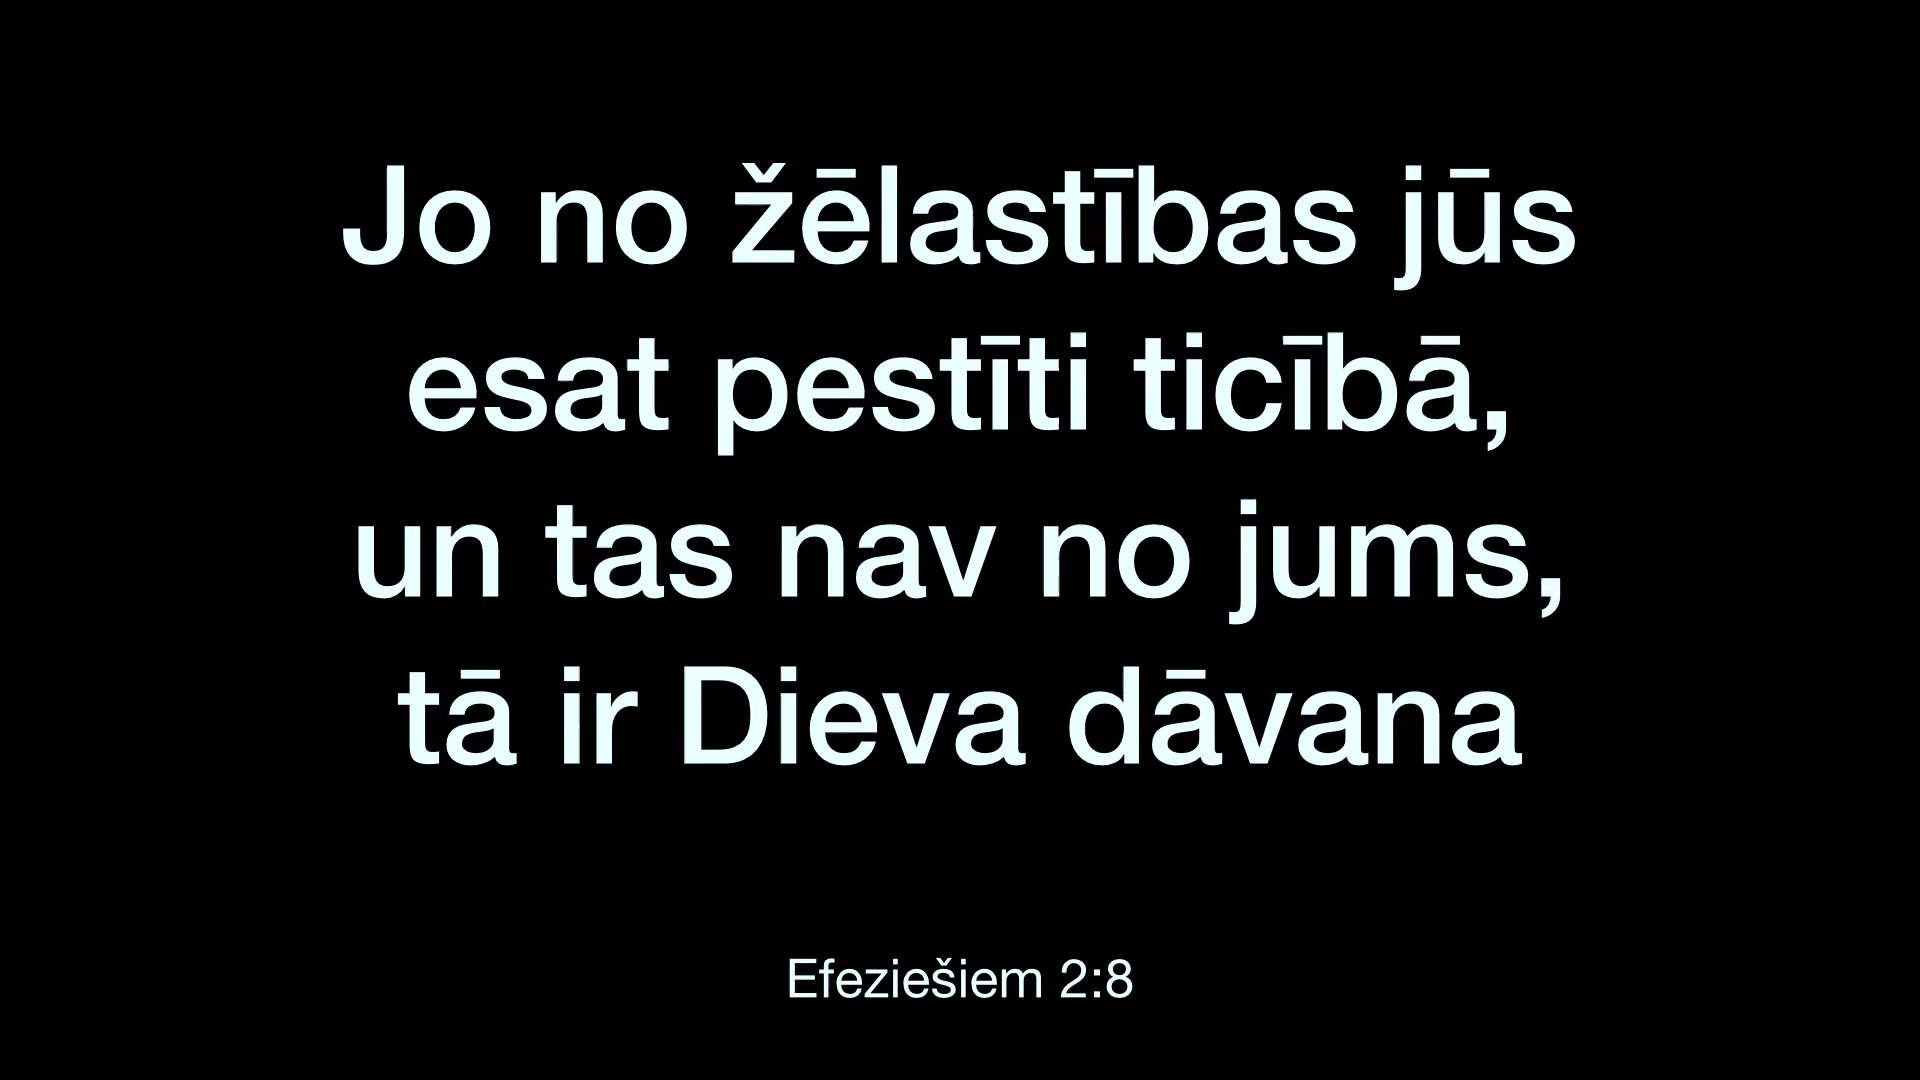 Jo no žēlastības jūs
esat pestīti ticībā,
un tas nav no jums,
tā ir Dieva dāvana
Efeziešiem 2:8